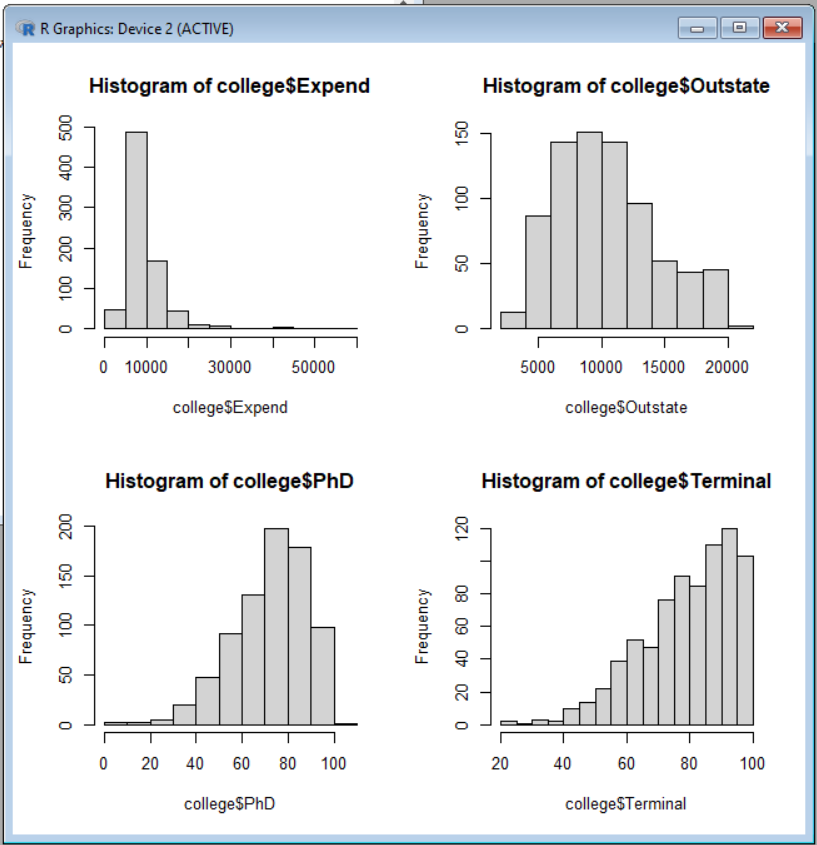 R Graphics: Device 2 (ACTIVE)
Histogram of college$Expend
Frequency
0 100 200 300 400 500
0 10000 30000 50000
college$Expend
Histogram of college$Outstate
Frequency
0 50 100 150
5000 10000 15000 20000
college$Outstate
Histogram of college$PhD
Frequency
0 50 100 150 200
0 20 40 60 80 100
college$PhD
Histogram of college$Terminal
Frequency
0 20 40 60 80 120
20 40 60 80 100
college$Terminal